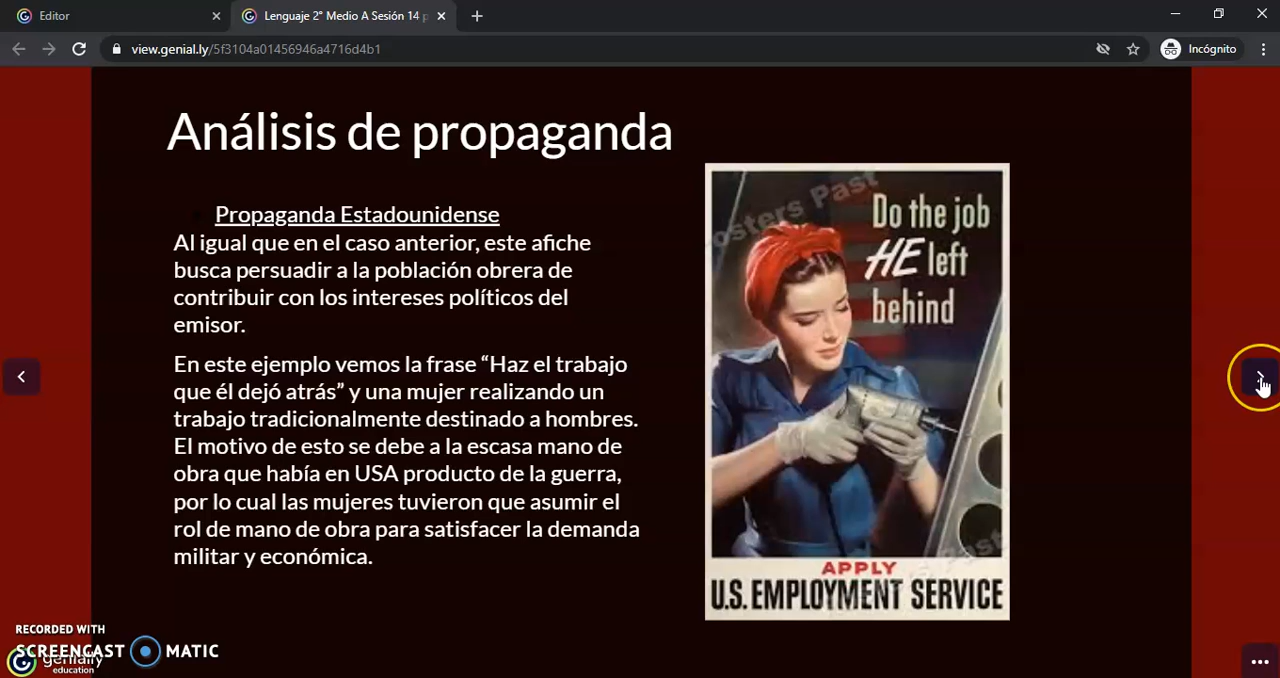 Editor
Lenguaje 2° Medio A Sesión 14 p
view.genial.ly/5f3104a01456946a4716d4b1
Incógnito
Análisis de propaganda
Propaganda Estadounidense
Al igual que en el caso anterior, este afiche
busca persuadir a la población obrera de
contribuir con los intereses políticos del
emisor.
En este ejemplo vemos la frase “Haz el trabajo
que él dejó atrás” y una mujer realizando un
trabajo tradicionalmente destinado a hombres.
El motivo de esto se debe a la escasa mano de
obra que había en USA producto de la guerra,
por lo cual las mujeres tuvieron que asumir el
rol de mano de obra para satisfacer la demanda
militar y económica.
Posters Past
Do the job
HE left
behind
APPLY
U.S. EMPLOYMENT SERVICE
RECORDED WITH
SCREENCAST MATIC
genially
education